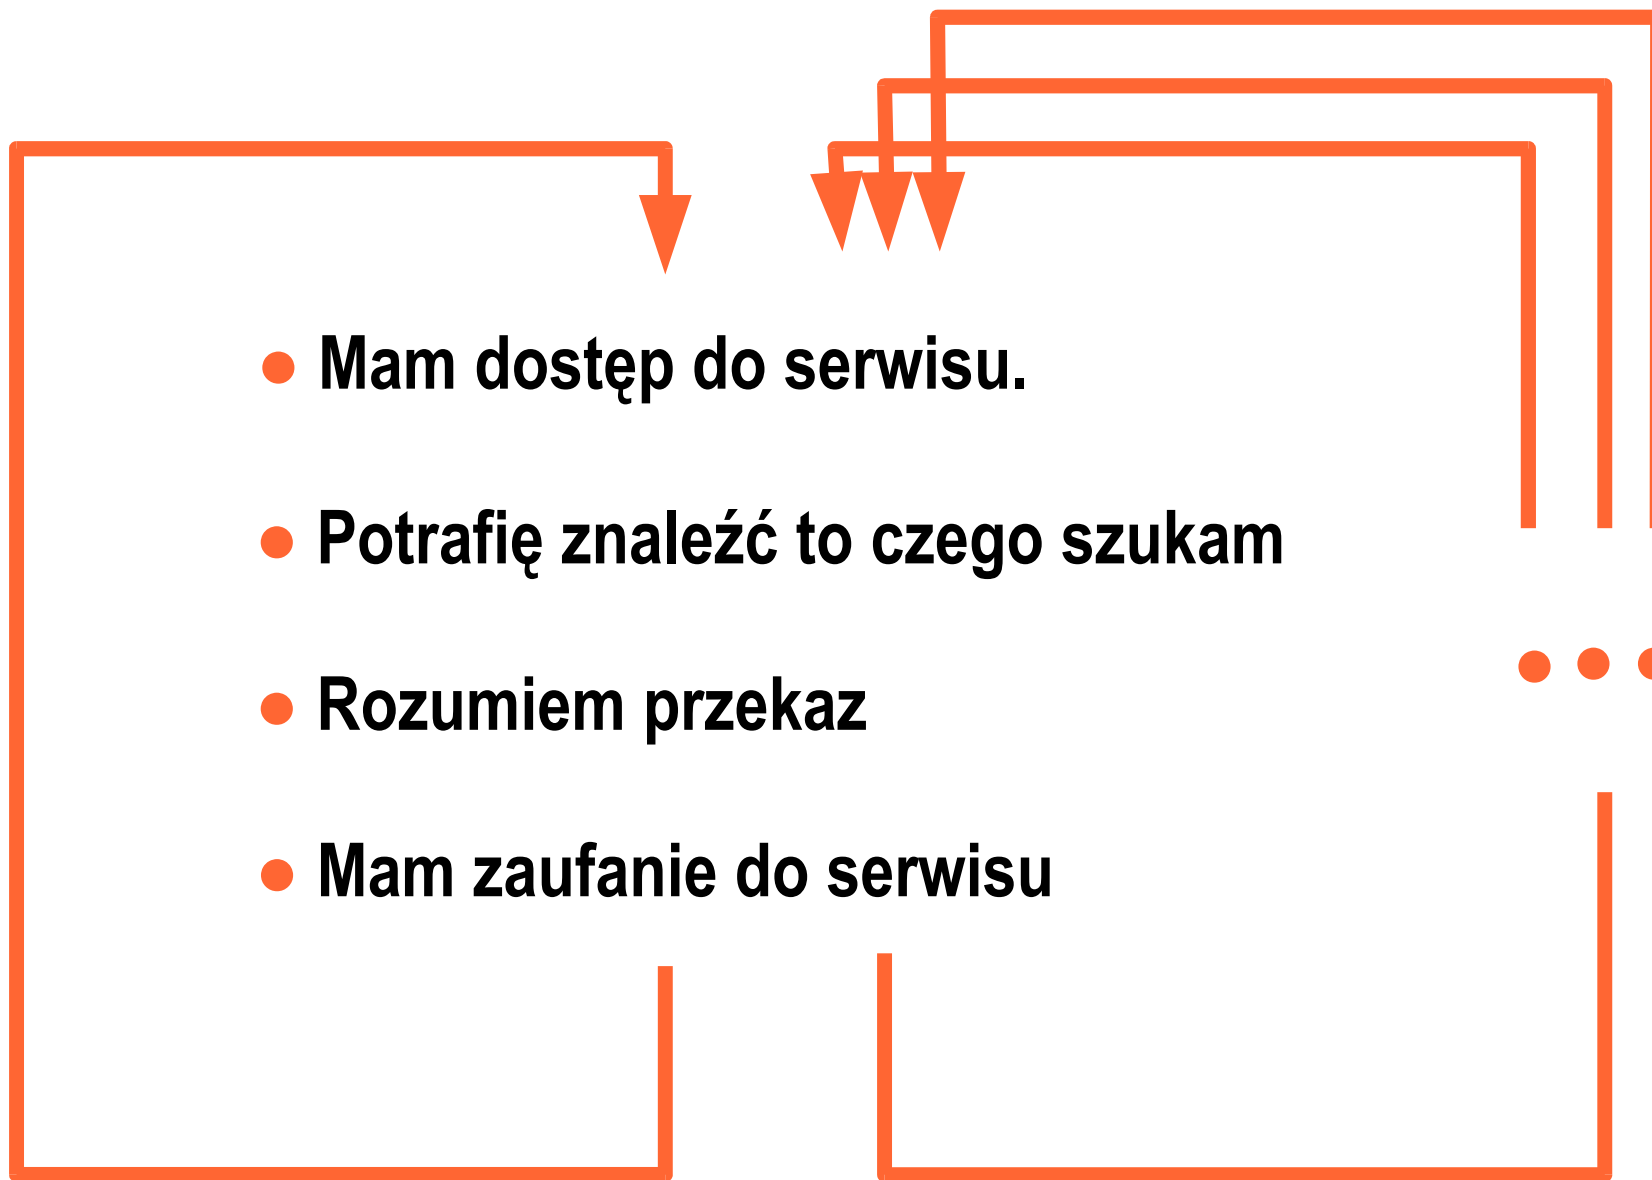 Mam dostęp do serwisu.
Potrafię znaleźć to czego szukam
Rozumiem przekaz
Mam zaufanie do serwisu